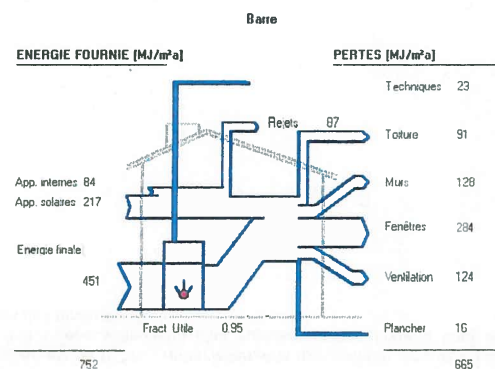 Barre
ENERGIE FOURNIE [MJ/m²a] PERTES [MJ/m²a]
Techniques 23
Rejets 87
Toiture 91
App. internes 84
Murs 128
App. solaires 217
Fenêtres 284
Energie finale
451
Ventilation 124
Fract Utile 0.95
Plancher 16
752 665